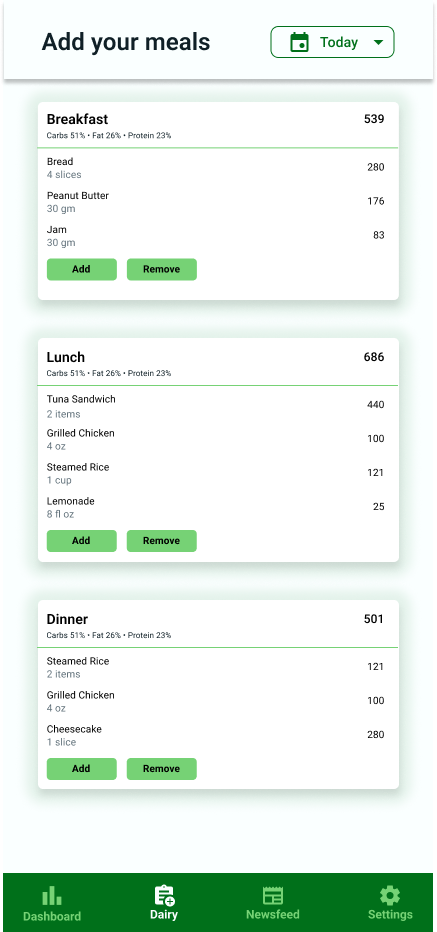 Add your meals
Today
Breakfast 539
Carbs 51% • Fat 26% • Protein 23%
Bread
4 slices 280
Peanut Butter
30 gm 176
Jam
30 gm 83
Add Remove
Lunch 686
Carbs 51% • Fat 26% • Protein 23%
Tuna Sandwich
2 items 440
Grilled Chicken
4 oz 100
Steamed Rice
1 cup 121
Lemonade
8 fl oz 25
Add Remove
Dinner 501
Carbs 51% • Fat 26% • Protein 23%
Steamed Rice
2 items 121
Grilled Chicken
4 oz 100
Cheesecake
1 slice 280
Add Remove
Dashboard Dairy Newsfeed Settings